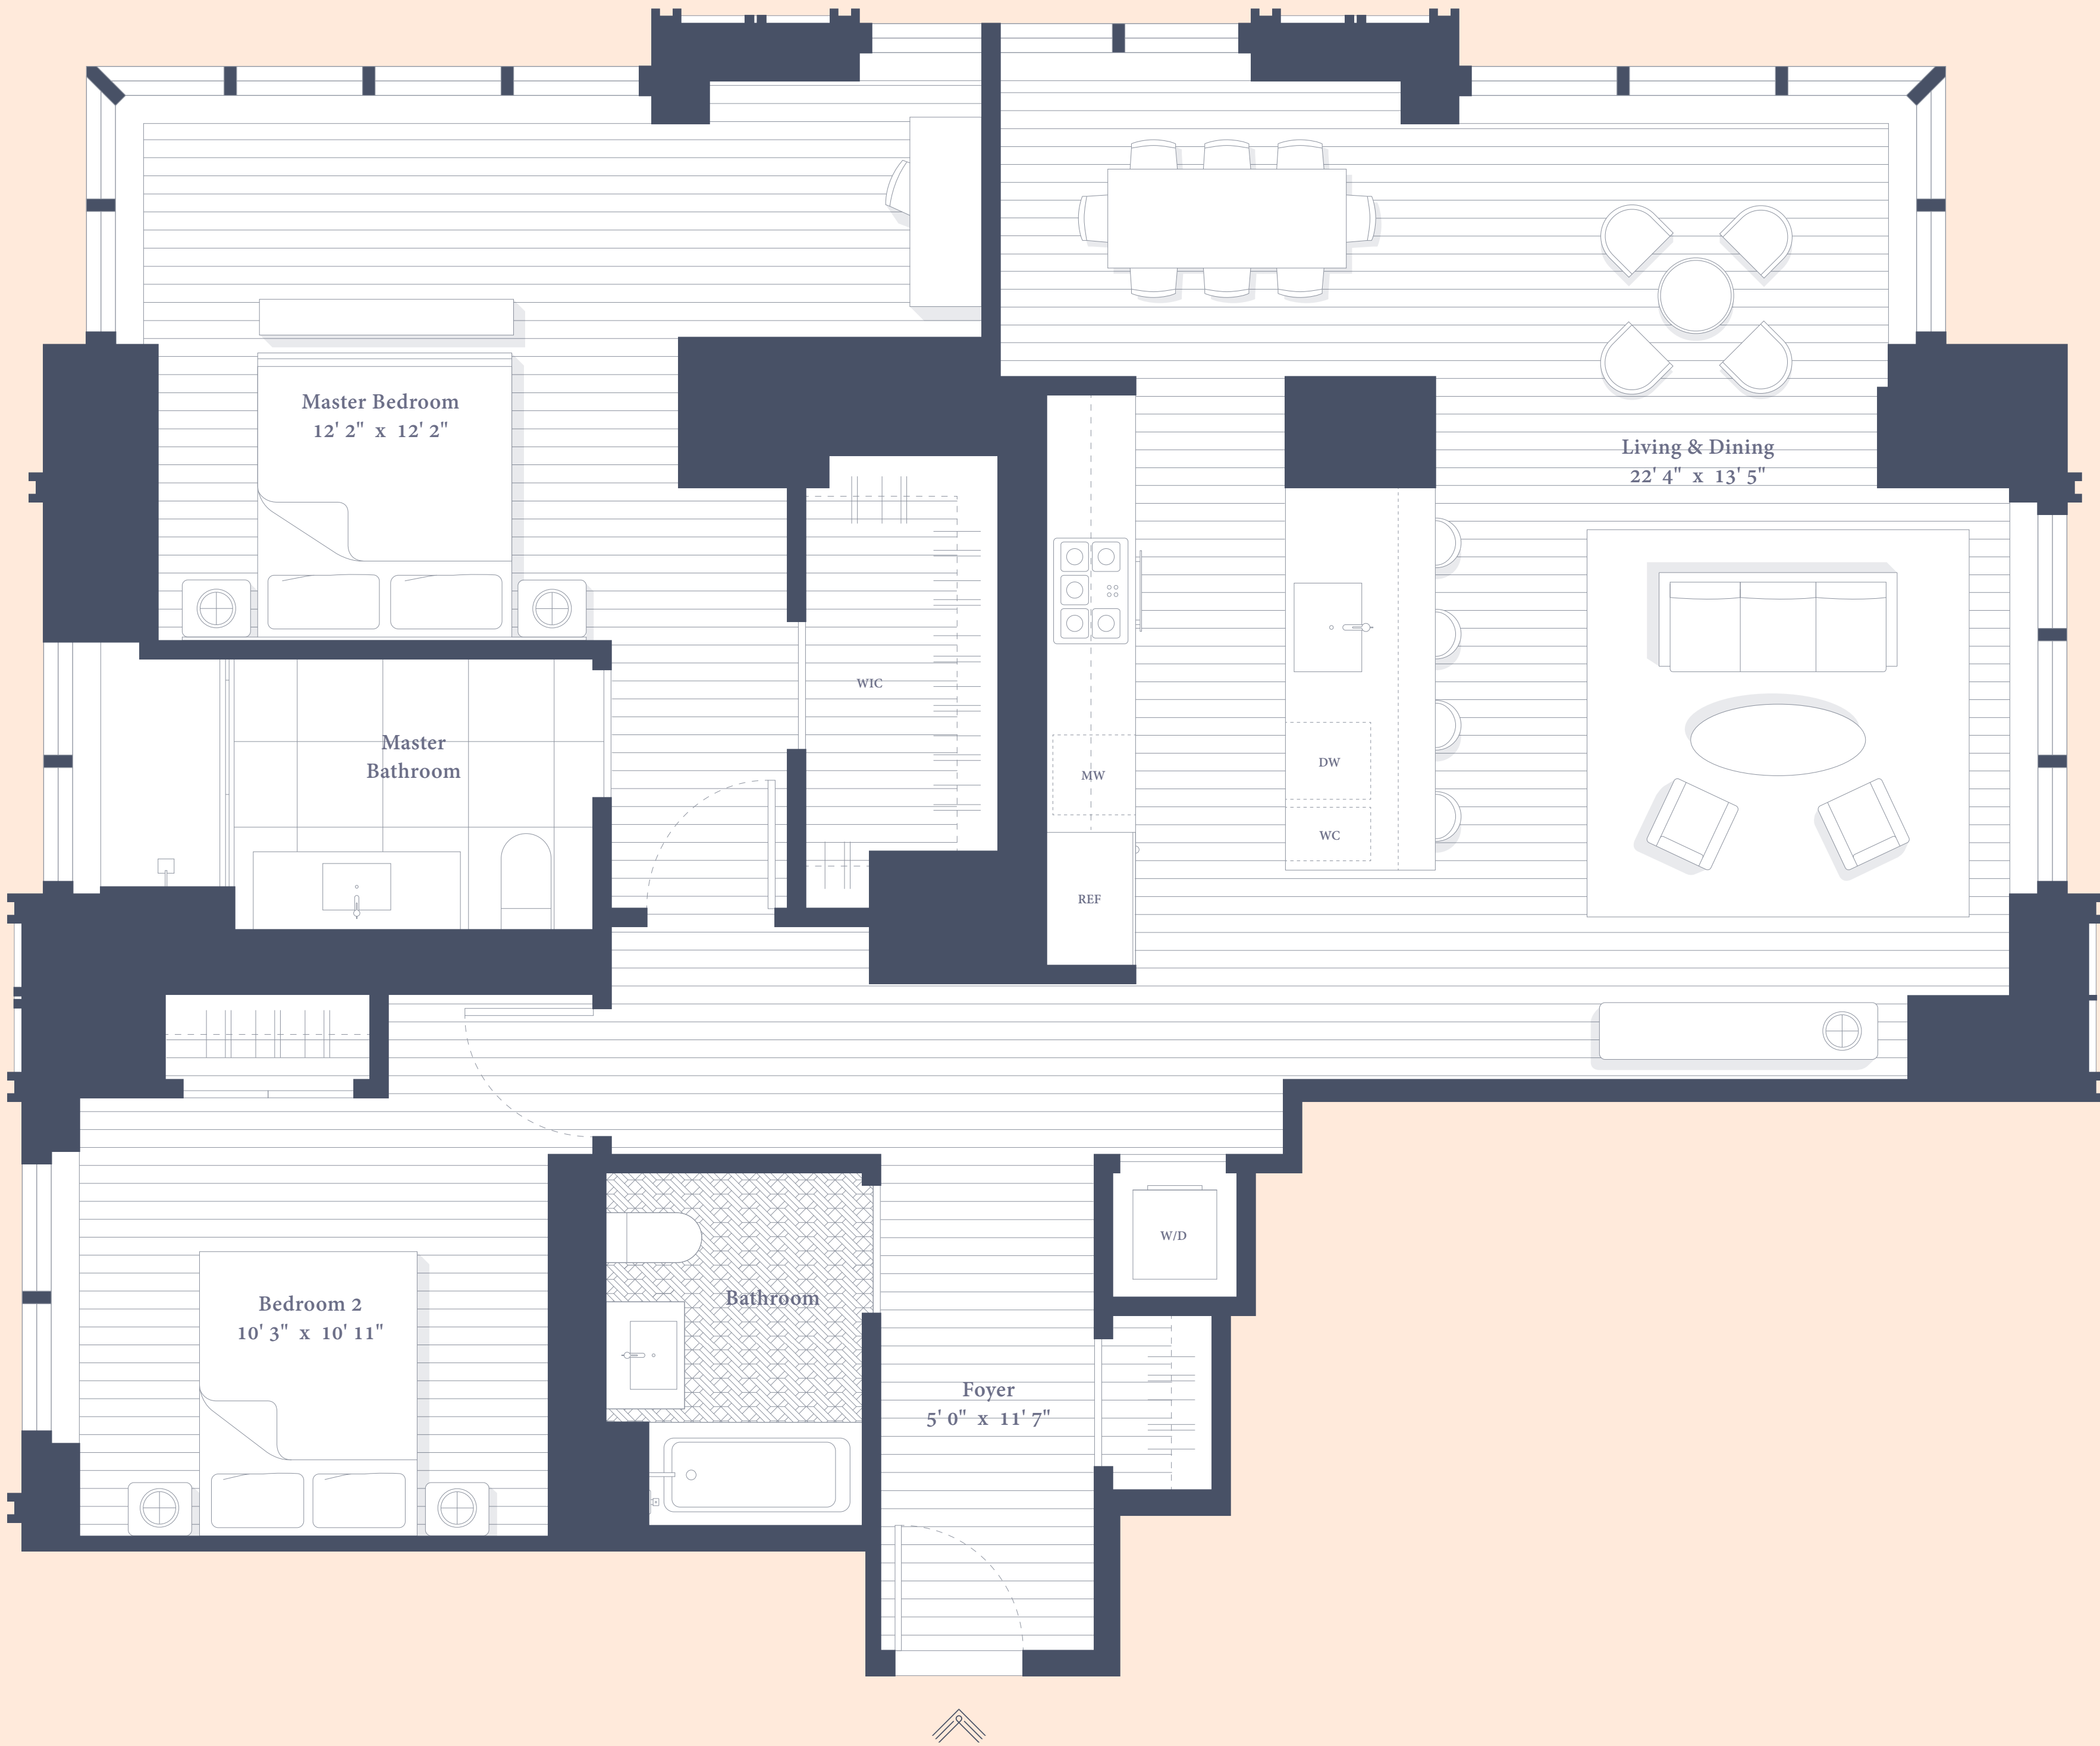 Master Bedroom
12' 2" x 12' 2"
Living & Dining
22' 4" x 13' 5"
WIC
Master
Bathroom
MW
DW
WC
REF
W/D
Bathroom
Bedroom 2
10' 3" x 10' 11"
Foyer
5' 0" x 11' 7"